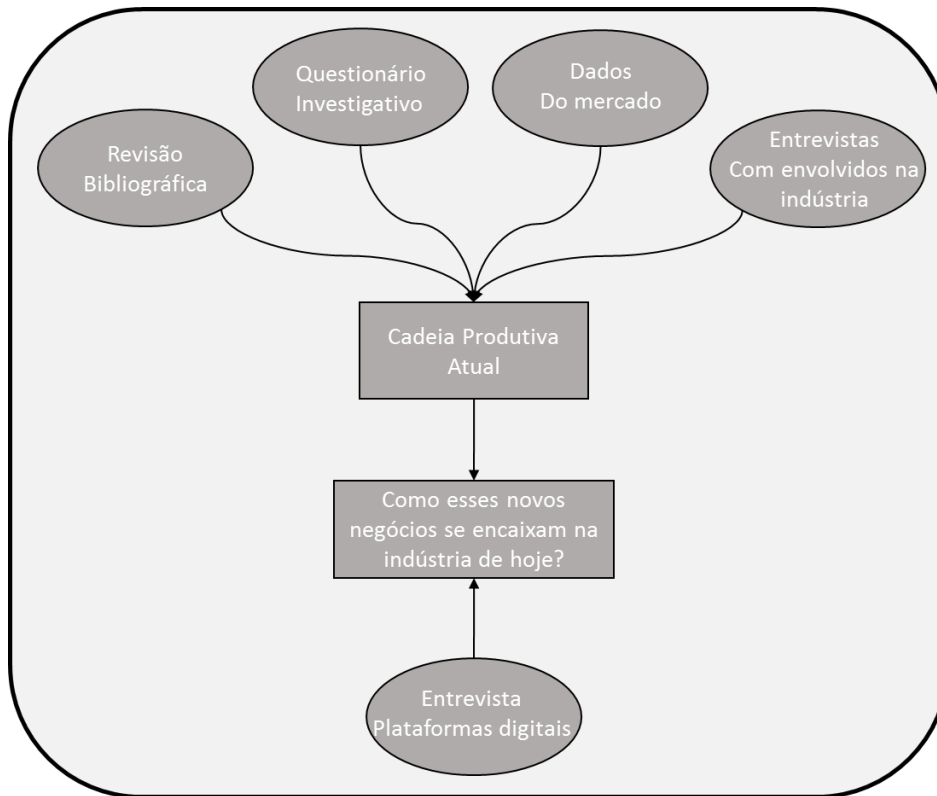 Questionário
Investigativo
Dados
Do mercado
Revisão
Bibliográfica
Entrevistas
Com envolvidos na
indústria
Cadeia Produtiva
Atual
Como esses novos
negócios se encaixam na
indústria de hoje?
Entrevista
Plataformas digitais